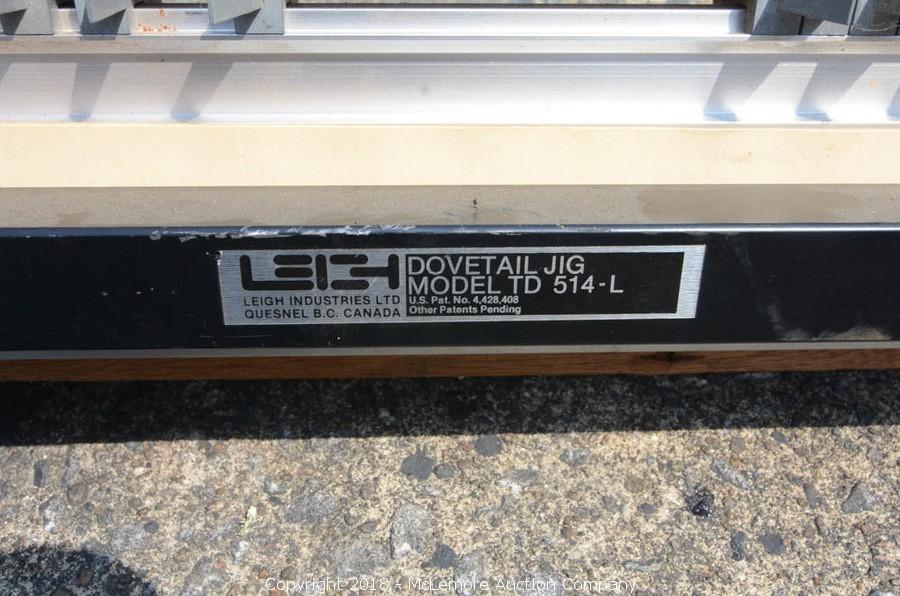 LEIGH
LEIGH INDUSTRIES LTD
QUESNEL B.C. CANADA
DOVETAIL JIG
MODEL TD 514-L
U.S. Pat. No. 4,428,408
Other Patents Pending
Copyright 2018 - McLemore Auction Company